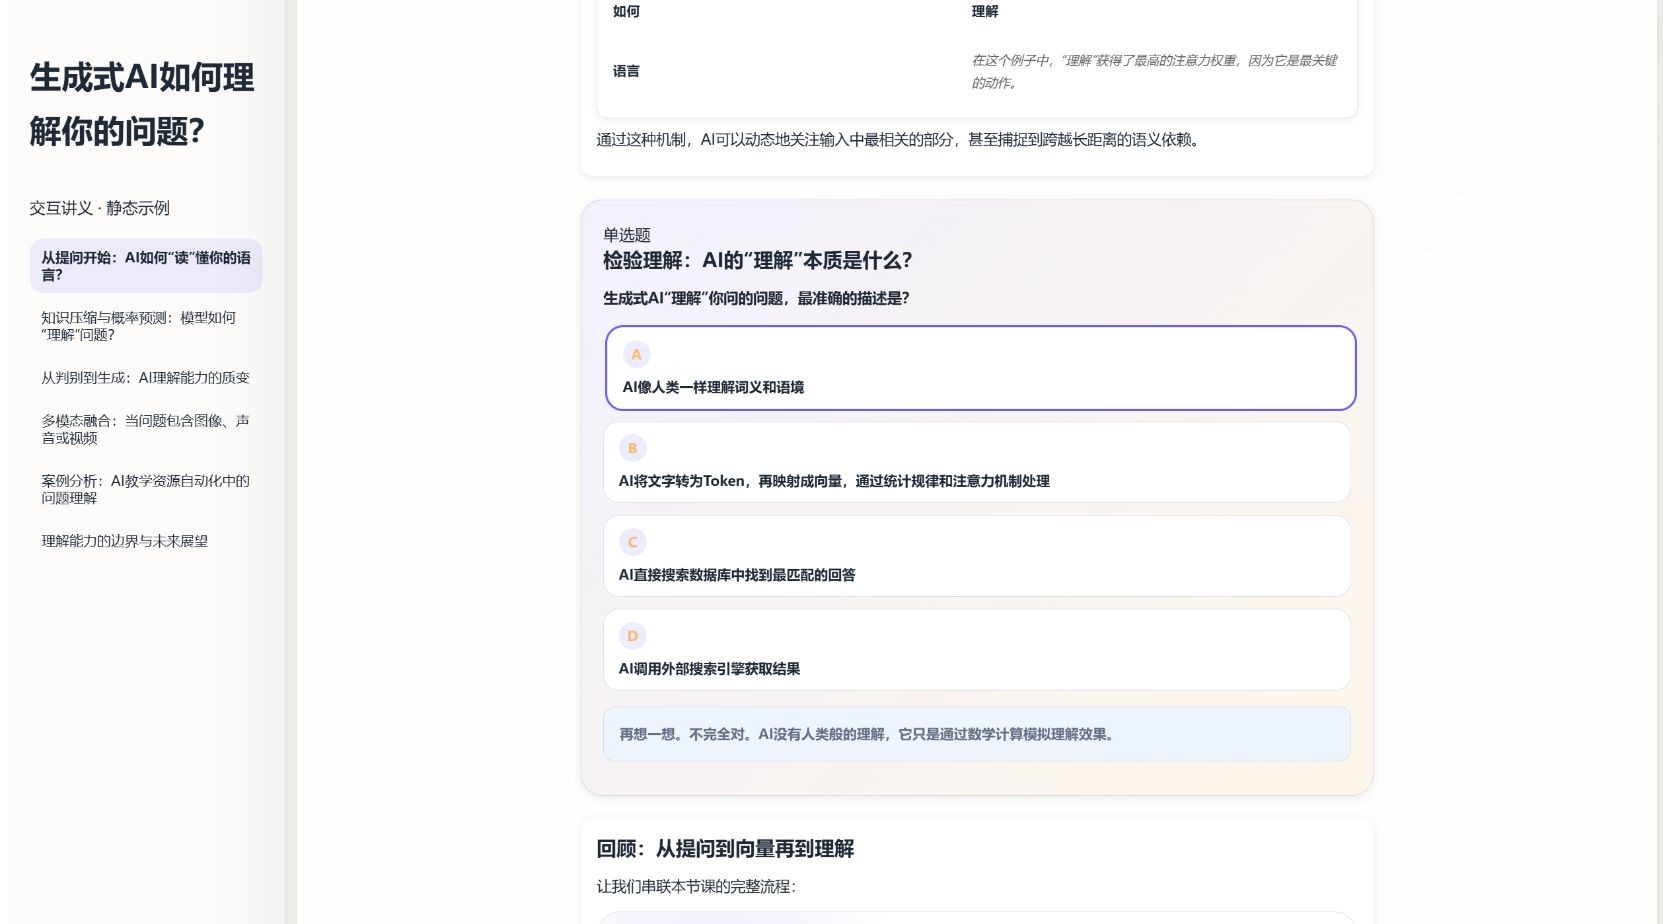 生成式AI如何理
解你的问题？
交互讲义 · 静态示例
从提问开始：AI如何“读”懂你的语
言？
知识压缩与概率预测：模型如何
“理解”问题？
从判别到生成：AI理解能力的质变
多模态融合：当问题包含图像、声
音或视频
案例分析：AI教学资源自动化中的
问题理解
理解能力的边界与未来展望
如何
理解
语言
在这个例子中，“理解”获得了最高的注意力权重，因为它是最关键
的动作。
通过这种机制，AI可以动态地关注输入中最相关的部分，甚至捕捉到跨越长距离的语义依赖。
单选题
检验理解：AI的“理解”本质是什么？
生成式AI“理解”你问的问题，最准确的描述是？
A
AI像人类一样理解词义和语境
B
AI将文字转为Token，再映射成向量，通过统计规律和注意力机制处理
C
AI直接搜索数据库中找到最匹配的回答
D
AI调用外部搜索引擎获取结果
再想一想。不完全对。AI没有人类般的理解，它只是通过数学计算模拟理解效果。
回顾：从提问到向量再到理解
让我们串联本节课的完整流程：